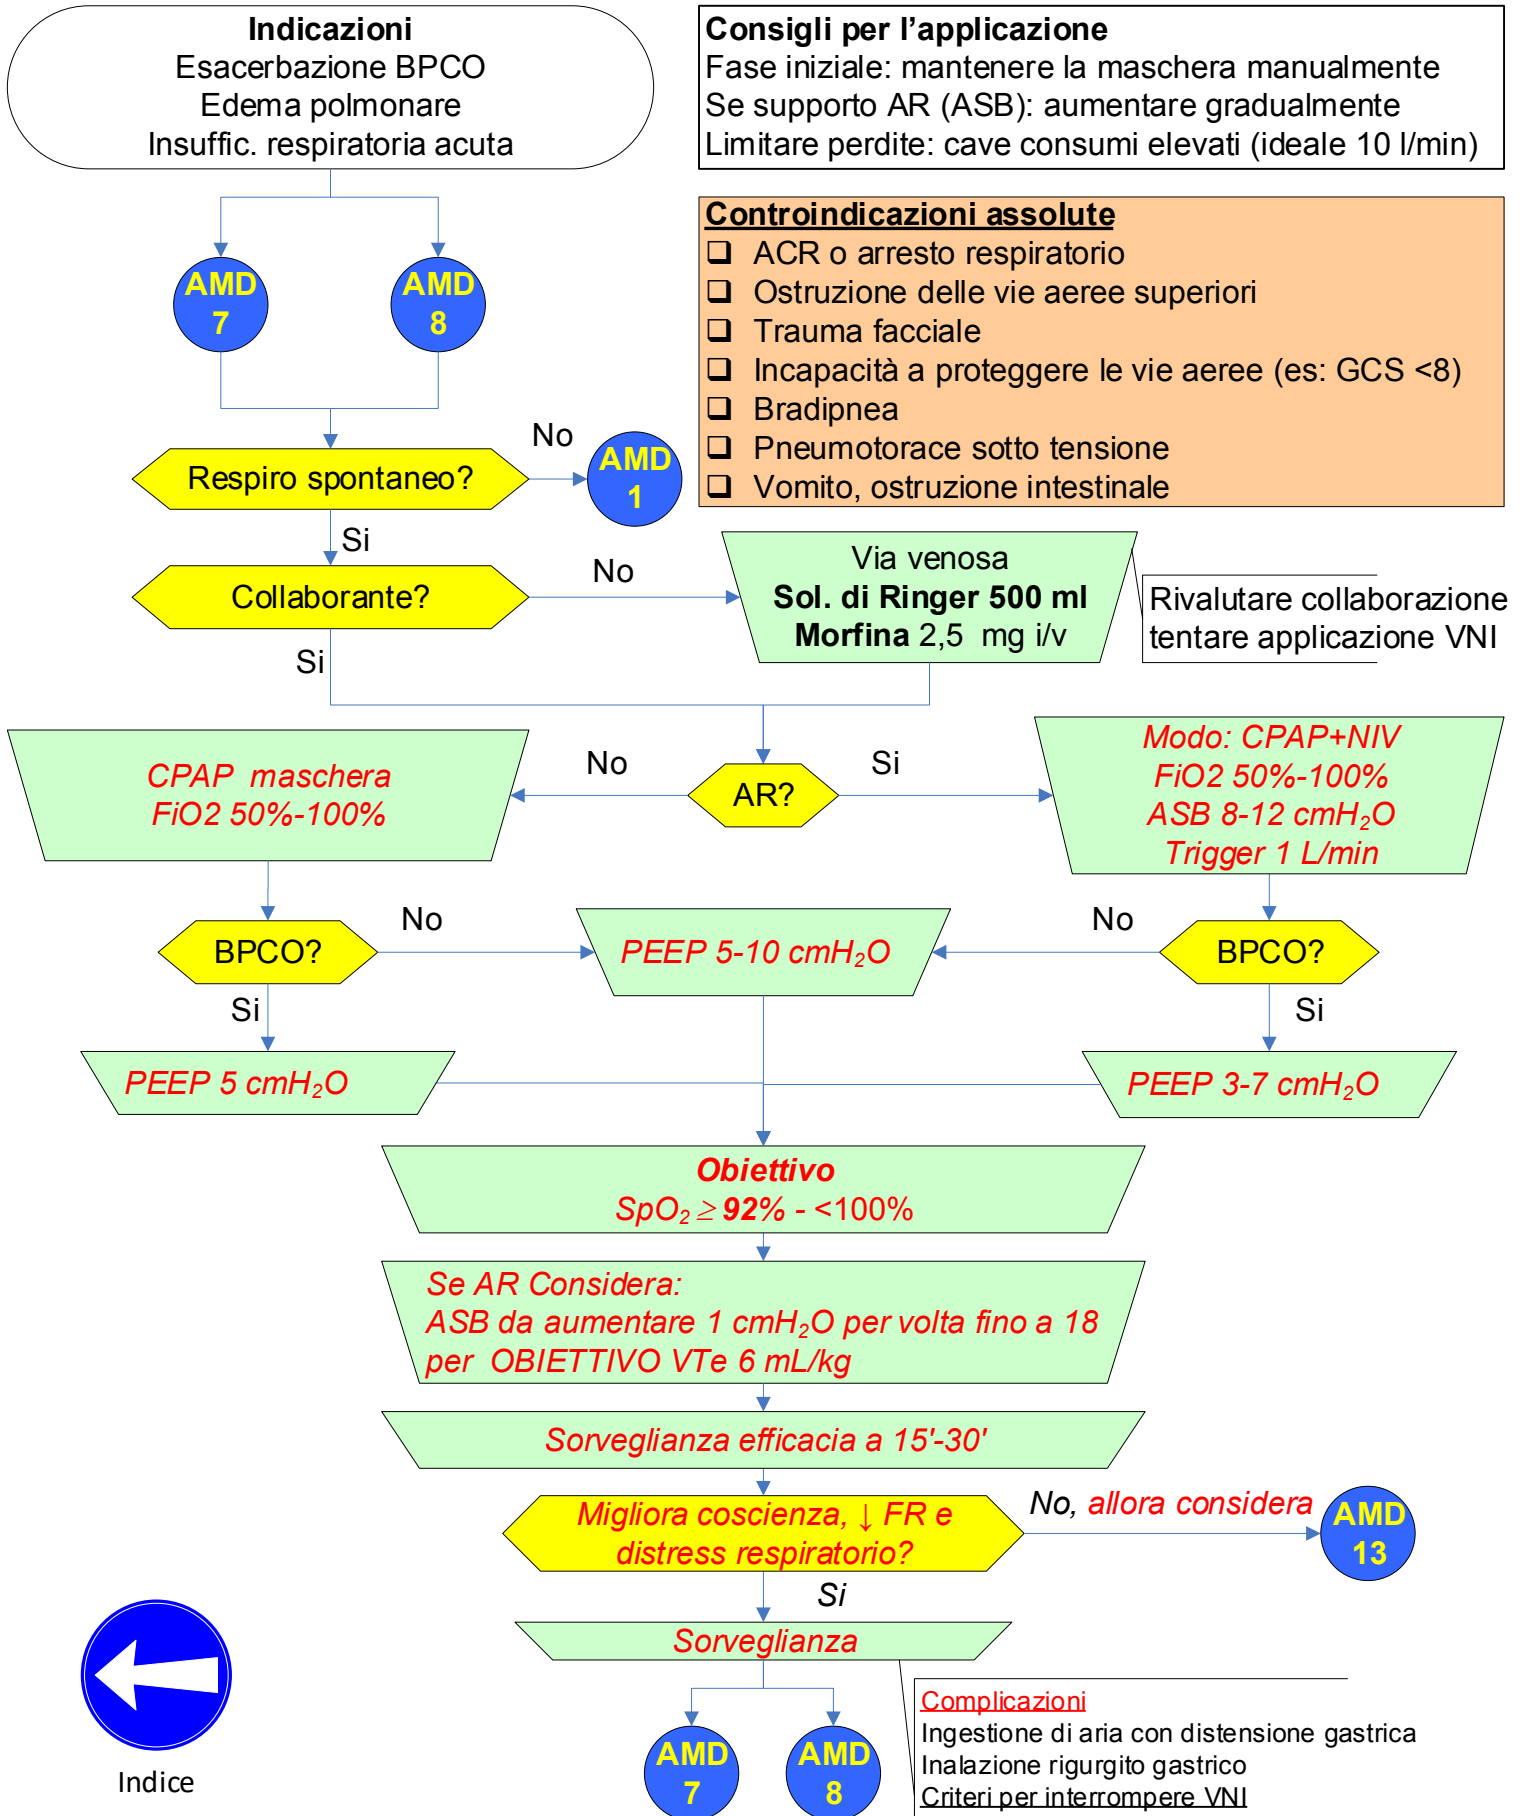 Indicazioni
Esacerbazione BPCO
Edema polmonare
Insuffic. respiratoria acuta
Consigli per l'applicazione
Fase iniziale: mantenere la maschera manualmente
Se supporto AR (ASB): aumentare gradualmente
Limitare perdite: cave consumi elevati (ideale 10 l/min)
Controindicazioni assolute
❑ ACR o arresto respiratorio
❑ Ostruzione delle vie aeree superiori
❑ Trauma facciale
❑ Incapacità a proteggere le vie aeree (es: GCS <8)
❑ Bradipnea
❑ Pneumotorace sotto tensione
❑ Vomito, ostruzione intestinale
AMD
7
AMD
8
Respiro spontaneo?
No
AMD
1
Si
Collaborante?
No
Via venosa
Sol. di Ringer 500 ml
Morfina 2,5 mg i/v
Rivalutare collaborazione
tentare applicazione VNI
Si
AR?
No
Si
CPAP maschera
FiO2 50%-100%
Modo: CPAP+NIV
FiO2 50%-100%
ASB 8-12 cmH₂O
Trigger 1 L/min
BPCO?
No
PEEP 5-10 cmH₂O
No
BPCO?
Si
Si
PEEP 5 cmH₂O
PEEP 3-7 cmH₂O
Obiettivo
SpO₂ ≥ 92% - <100%
Se AR Considera:
ASB da aumentare 1 cmH₂O per volta fino a 18
per OBIETTIVO VTe 6 mL/kg
Sorveglianza efficacia a 15'-30'
Migliora coscienza, ↓ FR e
distress respiratorio?
No, allora considera
AMD
13
Si
Sorveglianza
AMD
7
AMD
8
Complicazioni
Ingestione di aria con distensione gastrica
Inalazione rigurgito gastrico
Criteri per interrompere VNI
Indice